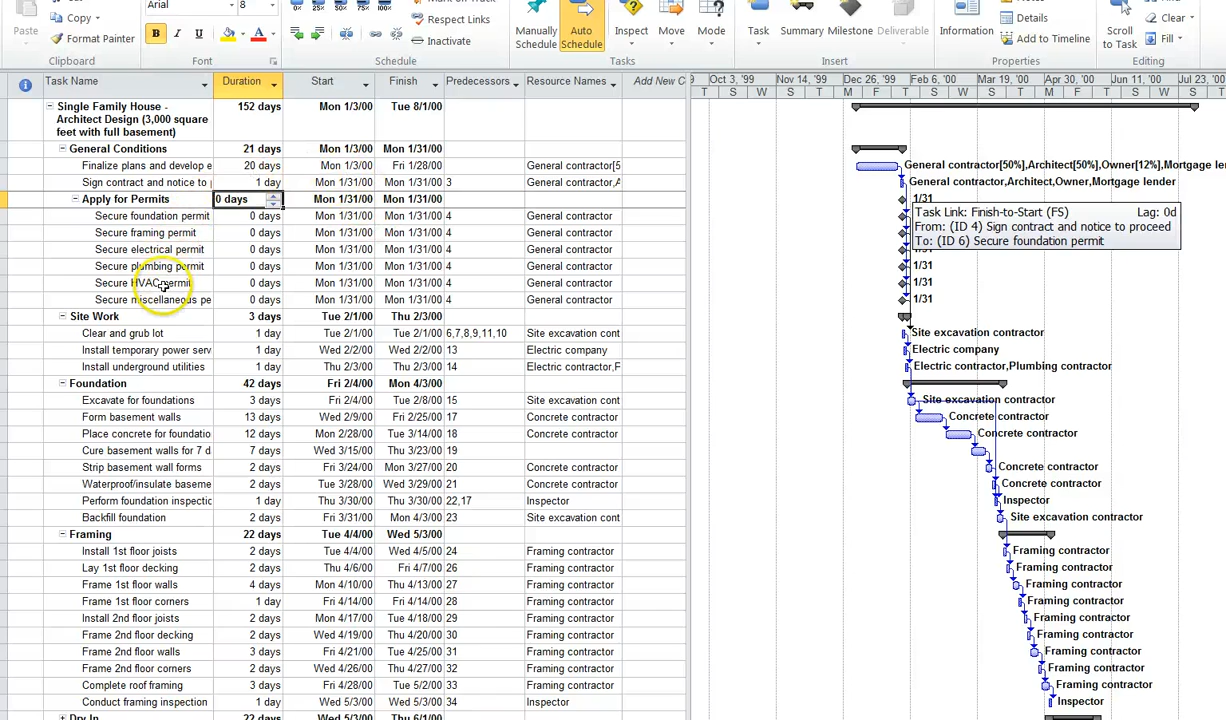 Cut
Copy
Arial 8
0% 25% 50% 75% 100%
Mark on Track
Paste
Format Painter
B I U A
Respect Links
Inactivate
Manually Schedule
Auto Schedule
Inspect
Move
Mode
Task
Summary
Milestone
Deliverable
Information
Notes
Details
Add to Timeline
Scroll to Task
Find
Clear
Fill
Clipboard
Font
Schedule
Tasks
Insert
Properties
Editing
Task Name Duration Start Finish Predecessors Resource Names Add New C
Oct 3, '99 Nov 14, '99 Dec 26, '99 Feb 6, '00 Mar 19, '00 Apr 30, '00 Jun 11, '00 Jul 23, '00
T S W S T M F T S W S T M F T S
Single Family House - 152 days Mon 1/3/00 Tue 8/1/00
Architect Design (3,000 square
feet with full basement)
General Conditions 21 days Mon 1/3/00 Mon 1/31/00
Finalize plans and develop e 20 days Mon 1/3/00 Fri 1/28/00 General contractor[5 General contractor[50%],Architect[50%],Owner[12%],Mortgage lender
Sign contract and notice to p 1 day Mon 1/31/00 Mon 1/31/00 3 General contractor,A General contractor,Architect,Owner,Mortgage lender
Apply for Permits 0 days Mon 1/31/00 Mon 1/31/00 1/31
Secure foundation permit 0 days Mon 1/31/00 Mon 1/31/00 4 General contractor
Task Link: Finish-to-Start (FS) Lag: 0d
From: (ID 4) Sign contract and notice to proceed
To: (ID 6) Secure foundation permit
Secure framing permit 0 days Mon 1/31/00 Mon 1/31/00 4 General contractor
Secure electrical permit 0 days Mon 1/31/00 Mon 1/31/00 4 General contractor
Secure plumbing permit 0 days Mon 1/31/00 Mon 1/31/00 4 General contractor 1/31
Secure HVAC permit 0 days Mon 1/31/00 Mon 1/31/00 4 General contractor 1/31
Secure miscellaneous pe 0 days Mon 1/31/00 Mon 1/31/00 4 General contractor 1/31
Site Work 3 days Tue 2/1/00 Thu 2/3/00
Clear and grub lot 1 day Tue 2/1/00 Tue 2/1/00 6,7,8,9,11,10 Site excavation cont Site excavation contractor
Install temporary power serv 1 day Wed 2/2/00 Wed 2/2/00 13 Electric company Electric company
Install underground utilities 1 day Thu 2/3/00 Thu 2/3/00 14 Electric contractor,F Electric contractor,Plumbing contractor
Foundation 42 days Fri 2/4/00 Mon 4/3/00
Excavate for foundations 3 days Fri 2/4/00 Tue 2/8/00 15 Site excavation cont Site excavation contractor
Form basement walls 13 days Wed 2/9/00 Fri 2/25/00 17 Concrete contractor Concrete contractor
Place concrete for foundatio 12 days Mon 2/28/00 Tue 3/14/00 18 Concrete contractor Concrete contractor
Cure basement walls for 7 d 7 days Wed 3/15/00 Thu 3/23/00 19
Strip basement wall forms 2 days Fri 3/24/00 Mon 3/27/00 20 Concrete contractor Concrete contractor
Waterproof/insulate baseme 2 days Tue 3/28/00 Wed 3/29/00 21 Concrete contractor Concrete contractor
Perform foundation inspectic 1 day Thu 3/30/00 Thu 3/30/00 22,17 Inspector Inspector
Backfill foundation 2 days Fri 3/31/00 Mon 4/3/00 23 Site excavation cont Site excavation contractor
Framing 22 days Tue 4/4/00 Wed 5/3/00
Install 1st floor joists 2 days Tue 4/4/00 Wed 4/5/00 24 Framing contractor Framing contractor
Lay 1st floor decking 2 days Thu 4/6/00 Fri 4/7/00 26 Framing contractor Framing contractor
Frame 1st floor walls 4 days Mon 4/10/00 Thu 4/13/00 27 Framing contractor Framing contractor
Frame 1st floor corners 1 day Fri 4/14/00 Fri 4/14/00 28 Framing contractor Framing contractor
Install 2nd floor joists 2 days Mon 4/17/00 Tue 4/18/00 29 Framing contractor Framing contractor
Frame 2nd floor decking 2 days Wed 4/19/00 Thu 4/20/00 30 Framing contractor Framing contractor
Frame 2nd floor walls 3 days Fri 4/21/00 Tue 4/25/00 31 Framing contractor Framing contractor
Frame 2nd floor corners 2 days Wed 4/26/00 Thu 4/27/00 32 Framing contractor Framing contractor
Complete roof framing 3 days Fri 4/28/00 Tue 5/2/00 33 Framing contractor Framing contractor
Conduct framing inspection 1 day Wed 5/3/00 Wed 5/3/00 34 Inspector Inspector
Dry In 20 days Thu 5/4/00 Thu 6/1/00